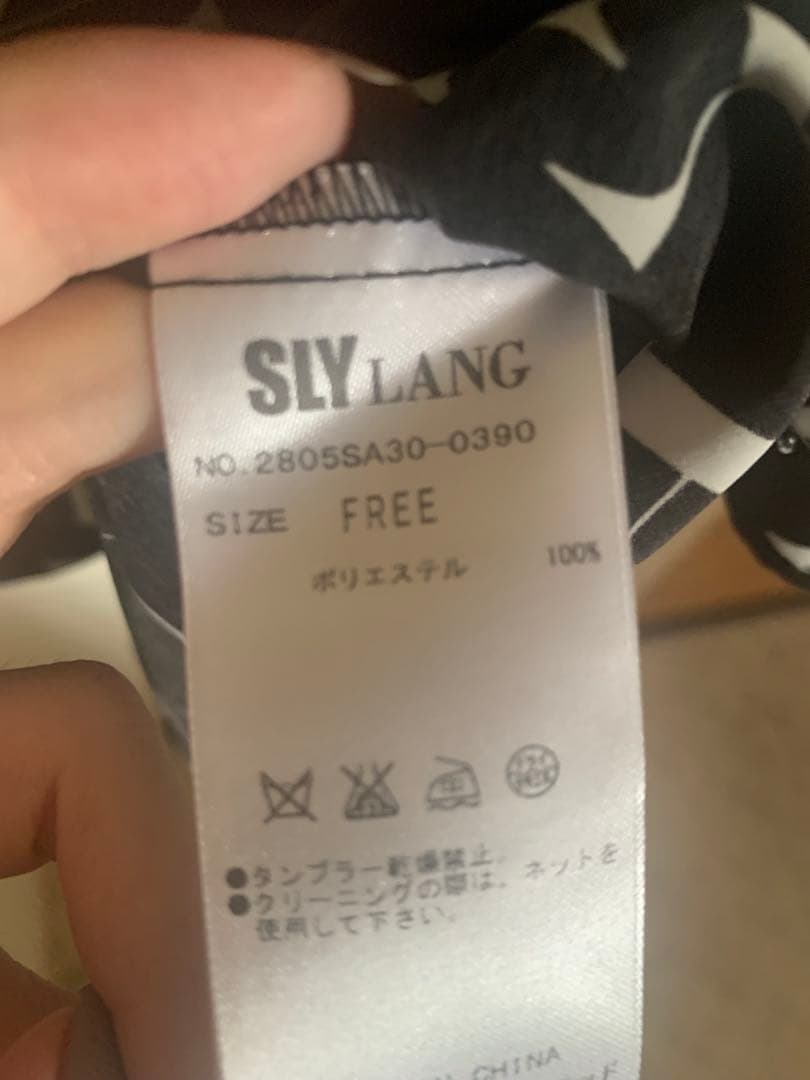 SLY LANG
NO.2805SA30-0390
SIZE FREE
ポリエステル 100%
●タンブラー乾燥禁止。
●クリーニングの際は、ネットを
使用して下さい。
CHINA